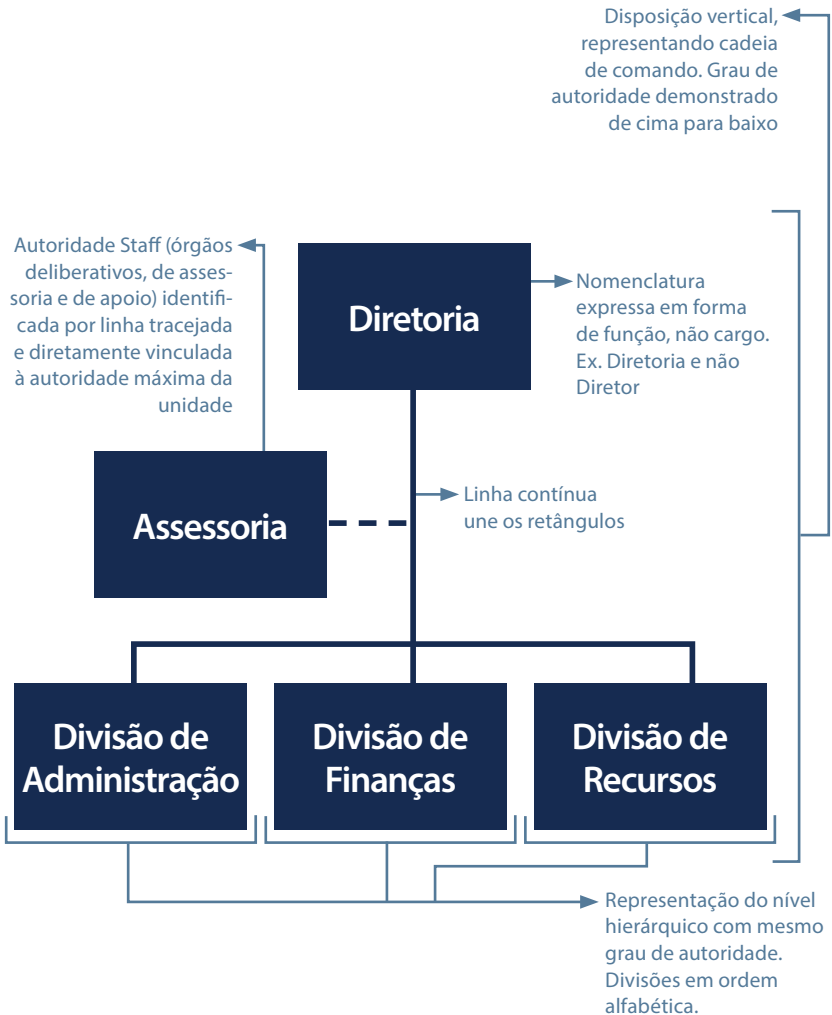 Disposição vertical,
representando cadeia
de comando. Grau de
autoridade demonstrado
de cima para baixo
Autoridade Staff (órgãos
deliberativos, de asses-
soria e de apoio) identifi-
cada por linha tracejada
e diretamente vinculada
à autoridade máxima da
unidade
Diretoria
Nomenclatura
expressa em forma
de função, não cargo.
Ex. Diretoria e não
Diretor
Assessoria
Linha contínua
une os retângulos
Divisão de
Administração
Divisão de
Finanças
Divisão de
Recursos
Representação do nível
hierárquico com mesmo
grau de autoridade.
Divisões em ordem
alfabética.